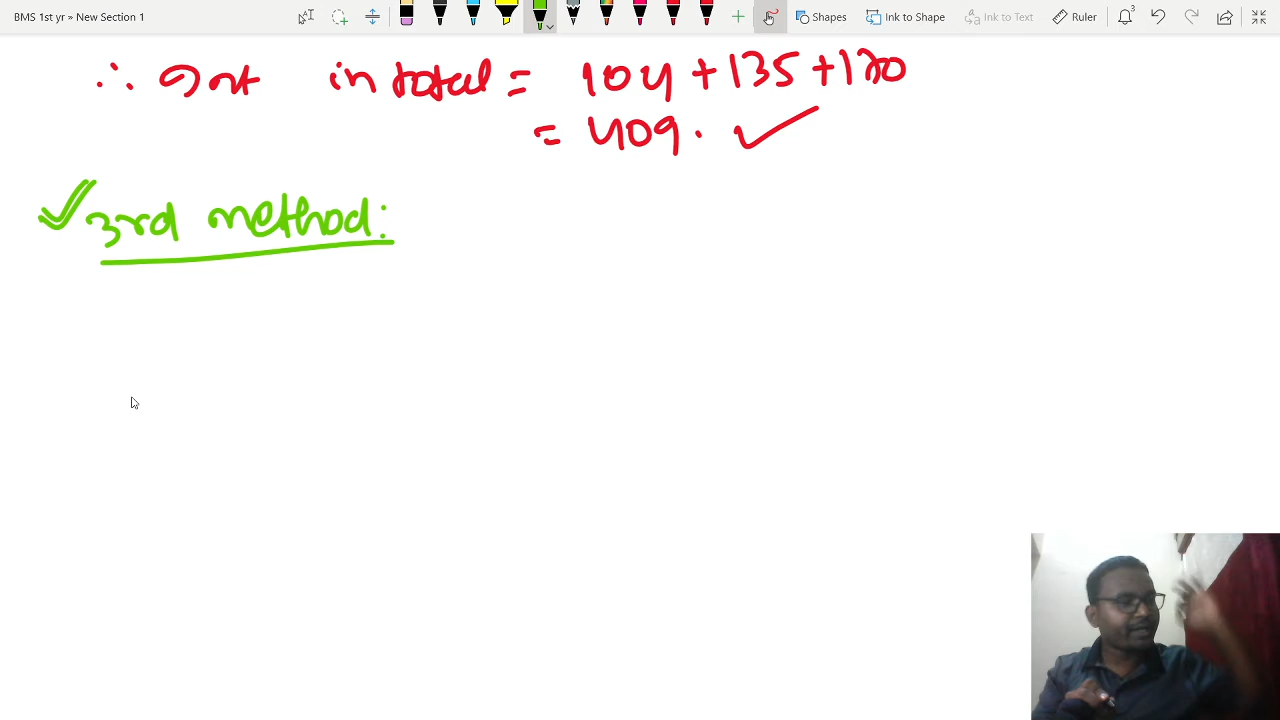 BMS 1st yr » New Section 1
Shapes Ink to Shape Ink to Text Ruler 3
∴ in total = 104 + 135 + 170
= 409.
3rd method: